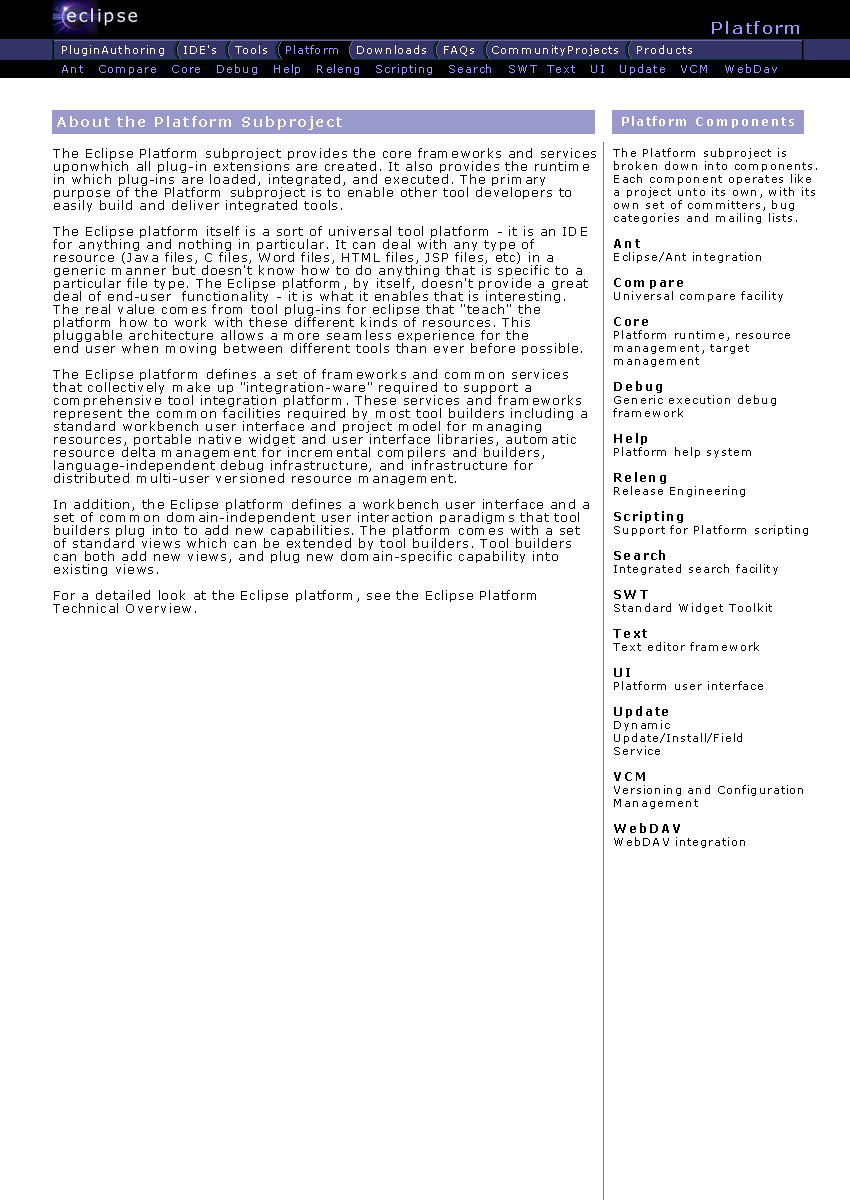 eclipse
Platform
PluginAuthoring IDE's Tools Platform Downloads FAQs CommunityProjects Products
Ant Compare Core Debug Help Releng Scripting Search SWT Text UI Update VCM WebDav
About the Platform Subproject
The Eclipse Platform subproject provides the core frameworks and services
uponwhich all plug-in extensions are created. It also provides the runtime
in which plug-ins are loaded, integrated, and executed. The primary
purpose of the Platform subproject is to enable other tool developers to
easily build and deliver integrated tools.
The Eclipse platform itself is a sort of universal tool platform - it is an IDE
for anything and nothing in particular. It can deal with any type of
resource (Java files, C files, Word files, HTML files, JSP files, etc) in a
generic manner but doesn't know how to do anything that is specific to a
particular file type. The Eclipse platform, by itself, doesn't provide a great
deal of end-user functionality - it is what it enables that is interesting.
The real value comes from tool plug-ins for eclipse that "teach" the
platform how to work with these different kinds of resources. This
pluggable architecture allows a more seamless experience for the
end user when moving between different tools than ever before possible.
The Eclipse platform defines a set of frameworks and common services
that collectively make up "integration-ware" required to support a
comprehensive tool integration platform. These services and frameworks
represent the common facilities required by most tool builders including a
standard workbench user interface and project model for managing
resources, portable native widget and user interface libraries, automatic
resource delta management for incremental compilers and builders,
language-independent debug infrastructure, and infrastructure for
distributed multi-user versioned resource management.
In addition, the Eclipse platform defines a workbench user interface and a
set of common domain-independent user interaction paradigms that tool
builders plug into to add new capabilities. The platform comes with a set
of standard views which can be extended by tool builders. Tool builders
can both add new views, and plug new domain-specific capability into
existing views.
For a detailed look at the Eclipse platform, see the Eclipse Platform
Technical Overview.
Platform Components
The Platform subproject is
broken down into components.
Each component operates like
a project unto its own, with its
own set of committers, bug
categories and mailing lists.
Ant
Eclipse/Ant integration
Compare
Universal compare facility
Core
Platform runtime, resource
management, target
management
Debug
Generic execution debug
framework
Help
Platform help system
Releng
Release Engineering
Scripting
Support for Platform scripting
Search
Integrated search facility
SWT
Standard Widget Toolkit
Text
Text editor framework
UI
Platform user interface
Update
Dynamic
Update/Install/Field
Service
VCM
Versioning and Configuration
Management
WebDAV
WebDAV integration